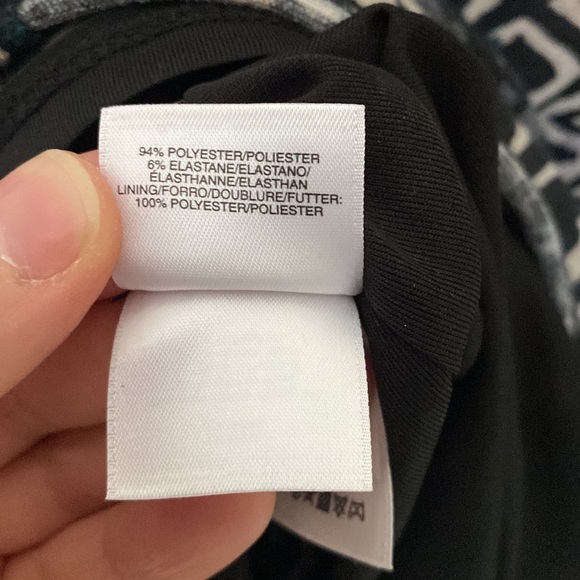 94% POLYESTER/POLIESTER
6% ELASTANE/ELASTANO/
ÉLASTHANNE/ELASTHAN
LINING/FORRO/DOUBLURE/FUTTER:
100% POLYESTER/POLIESTER